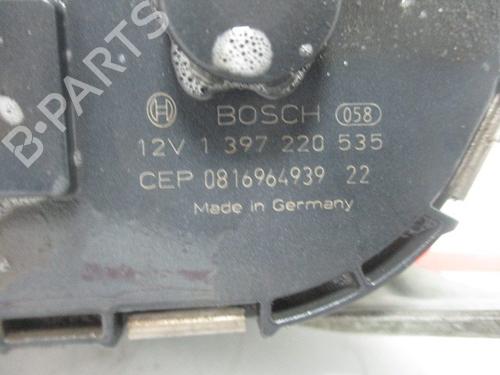 B-PARTS
BOSCH 058
12V 1 397 220 535
CEP 0816964939 22
Made in Germany